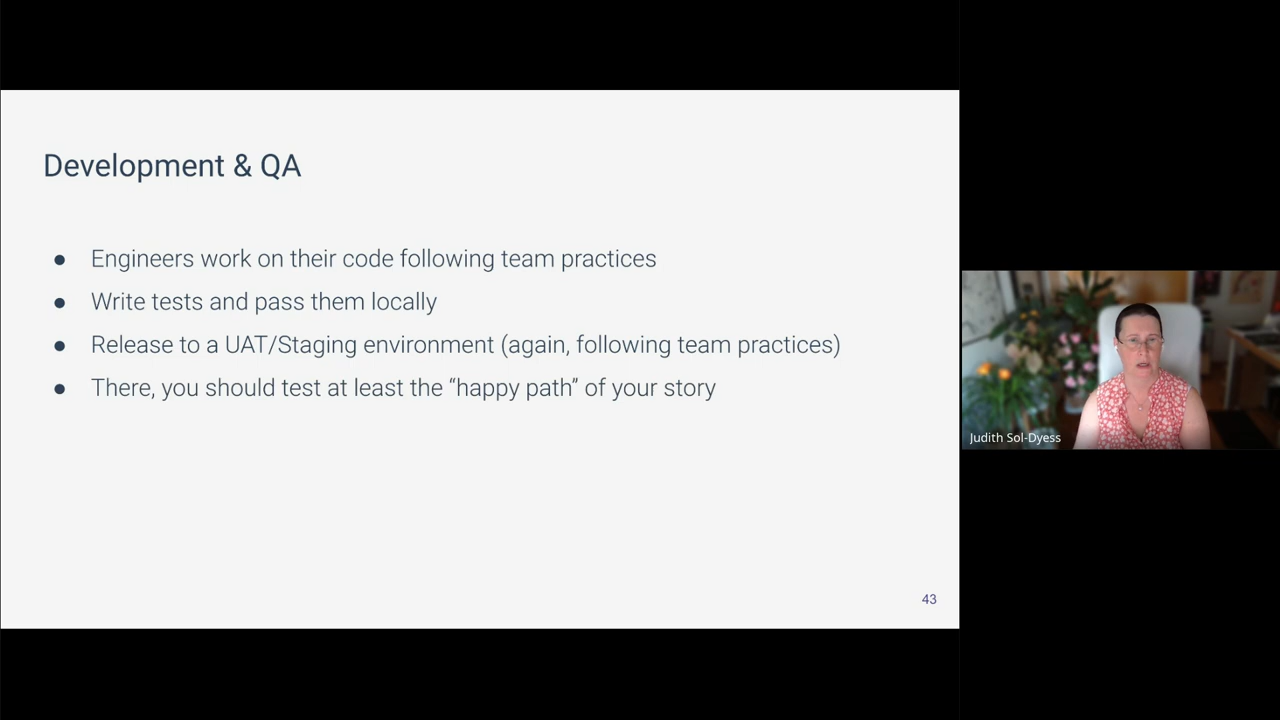 Development & QA
● Engineers work on their code following team practices
● Write tests and pass them locally
● Release to a UAT/Staging environment (again, following team practices)
● There, you should test at least the “happy path” of your story
43
Judith Sol-Dyess